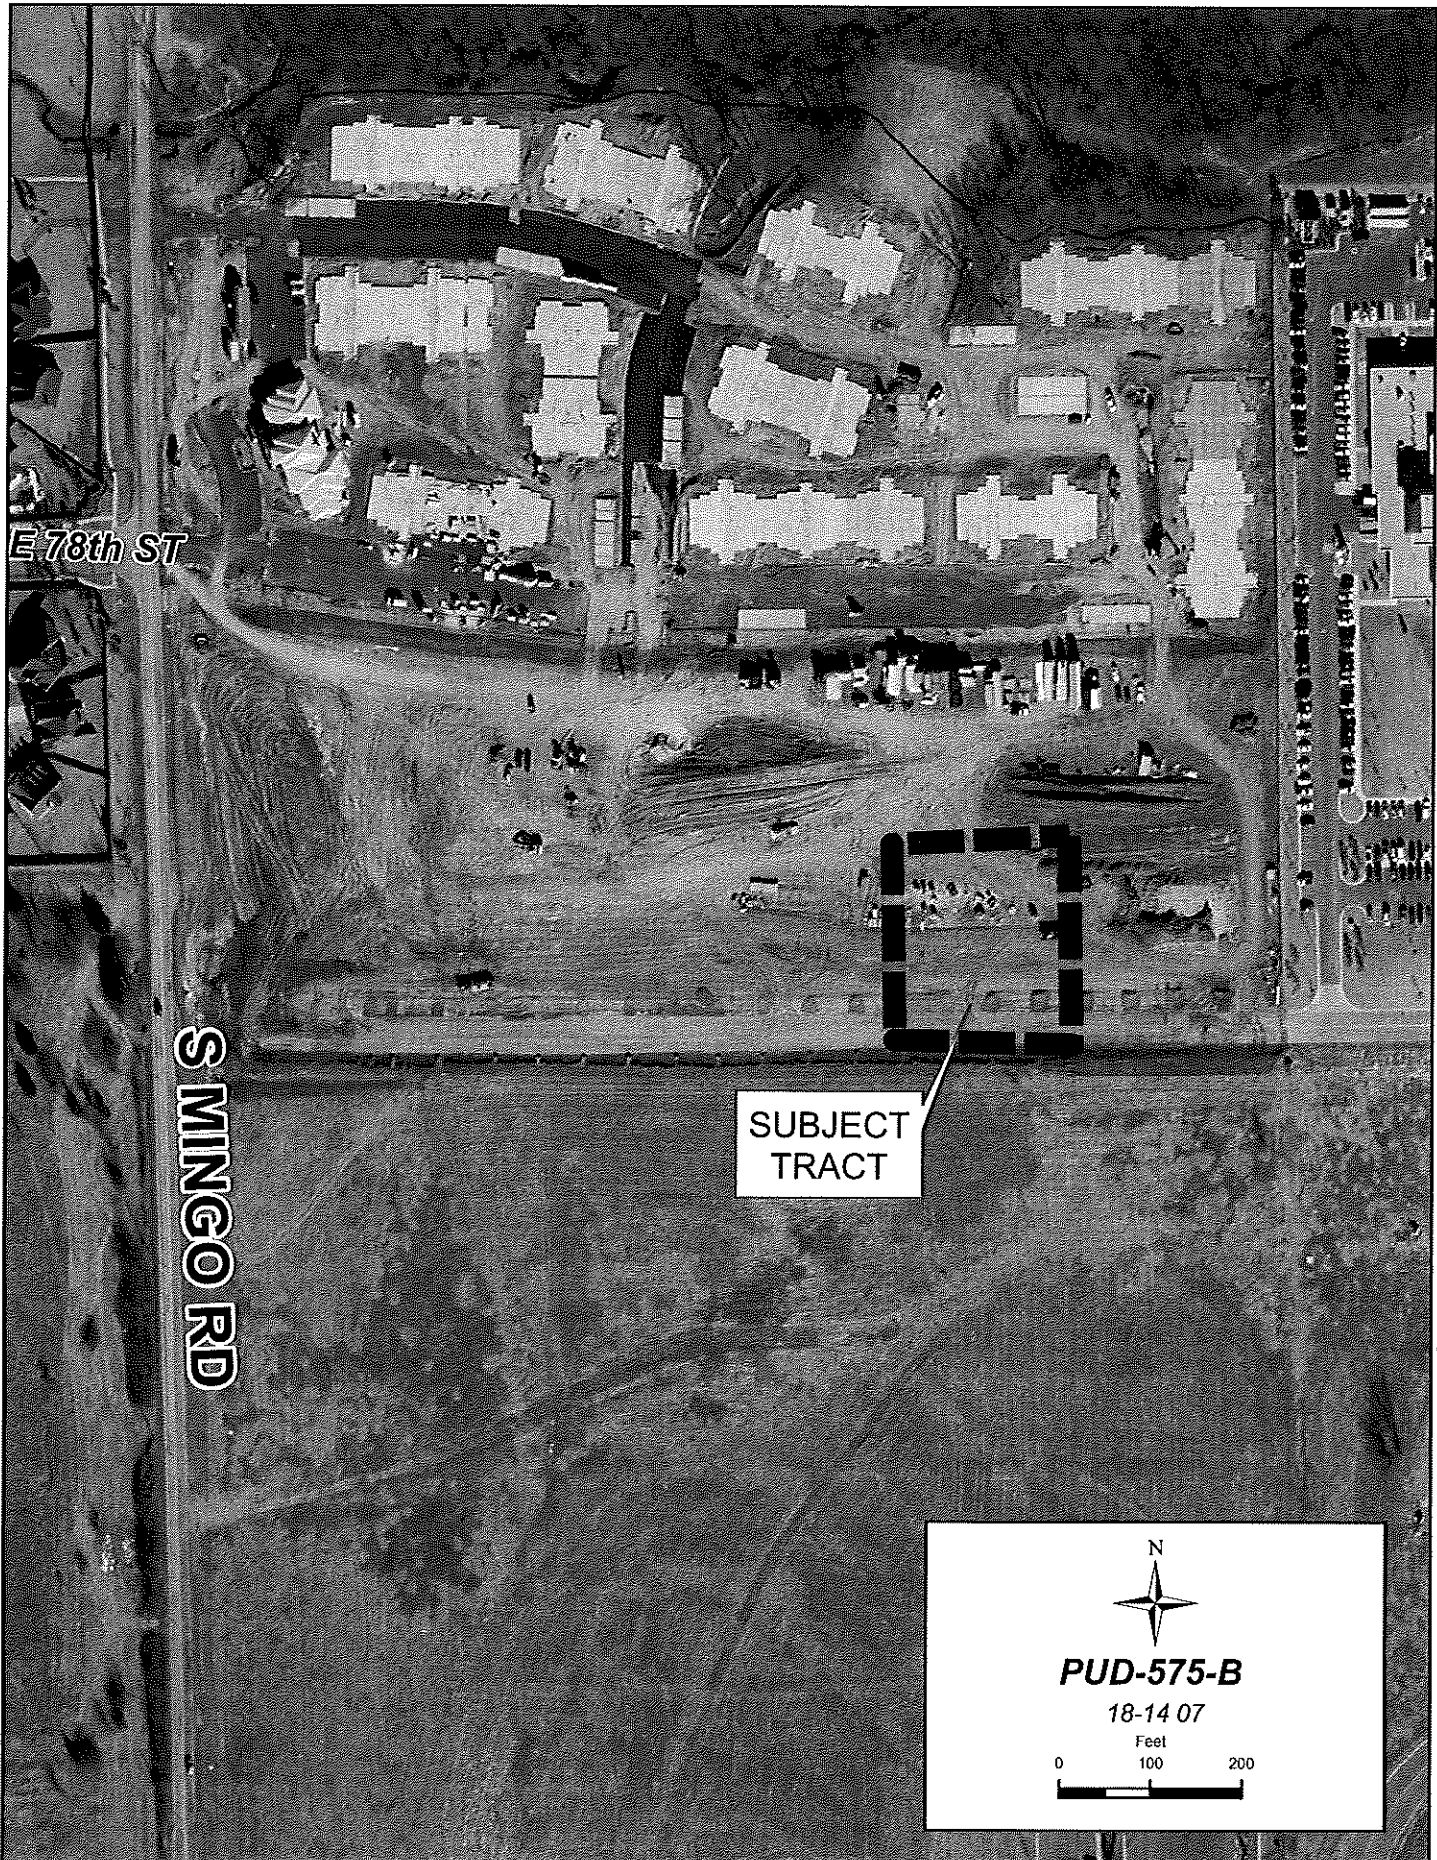 E 78th ST
S MINGO RD
SUBJECT
TRACT
N
PUD-575-B
18-14 07
Feet
0 100 200